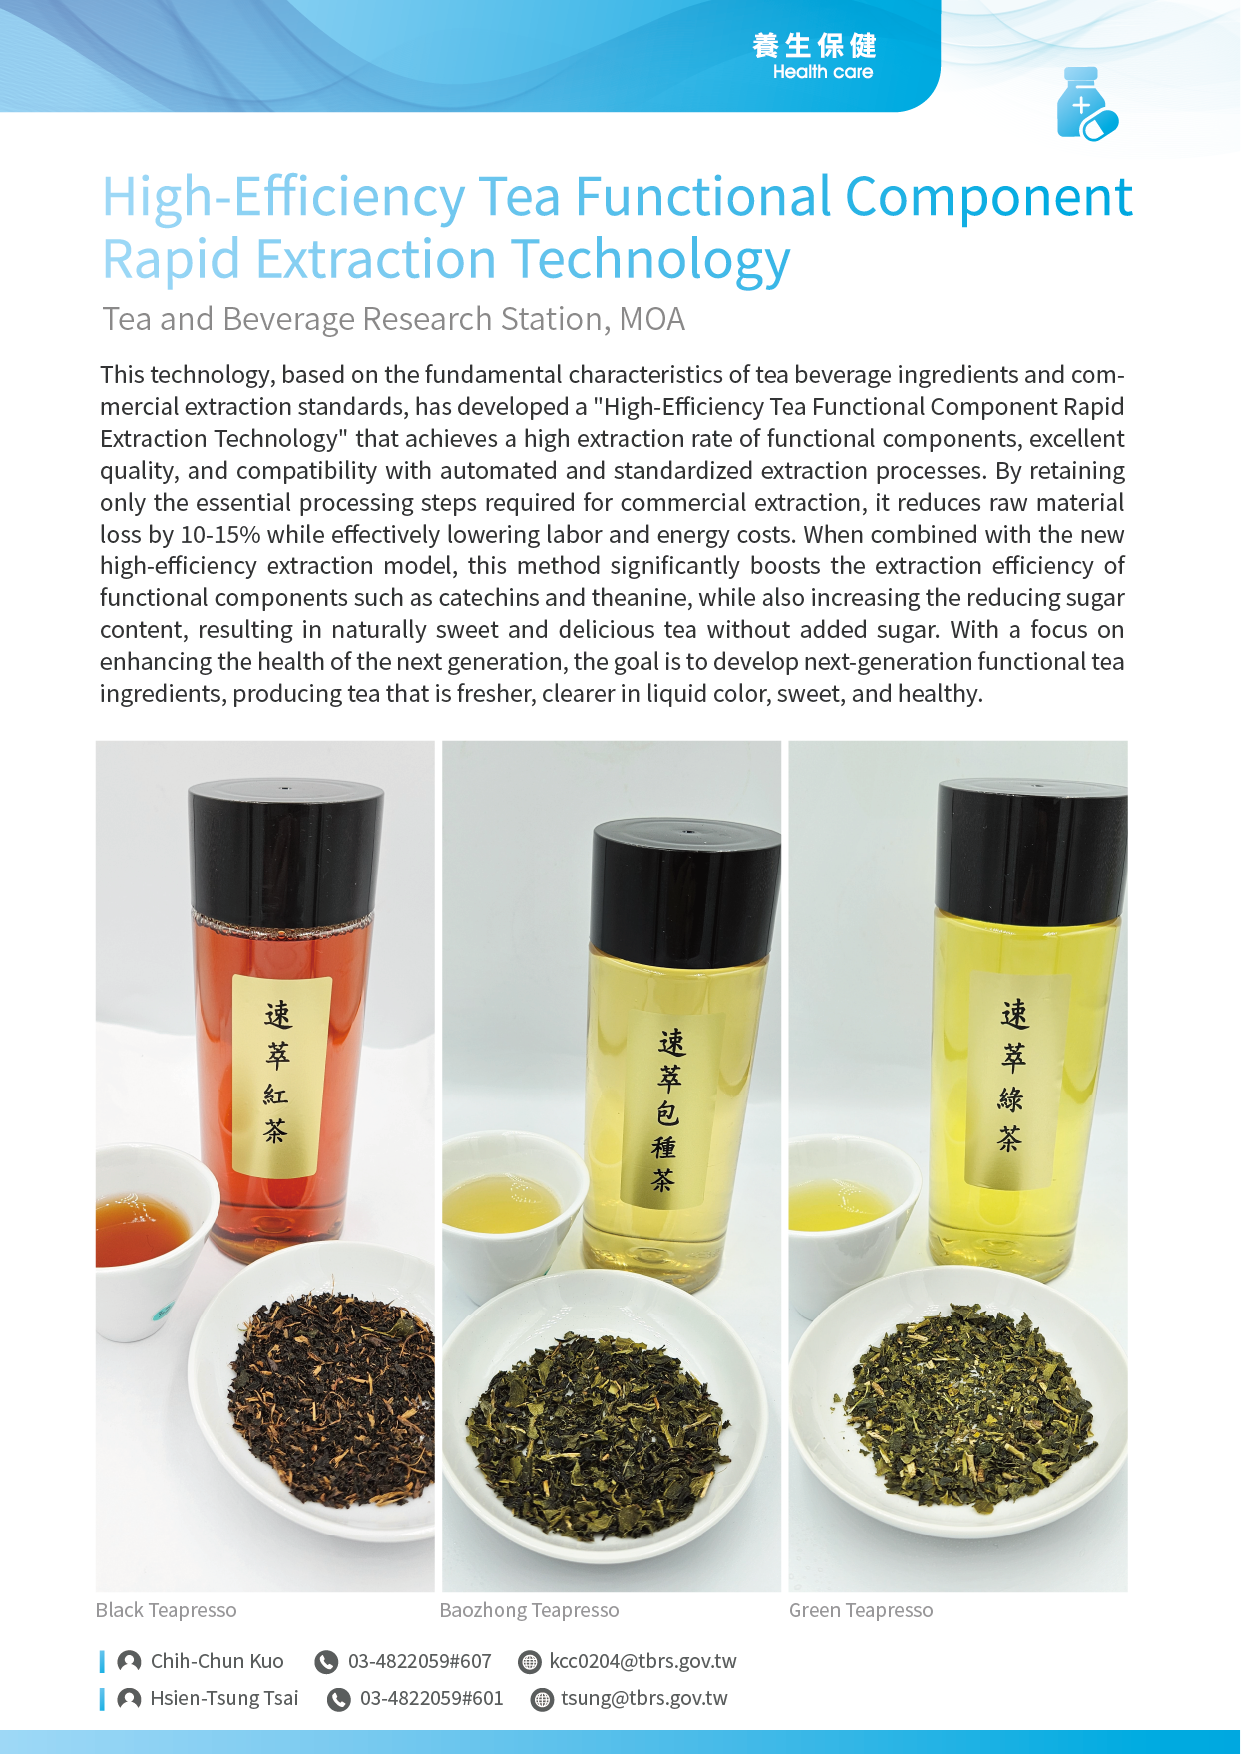 養生保健
Health care
High-Efficiency Tea Functional Component
Rapid Extraction Technology
Tea and Beverage Research Station, MOA
This technology, based on the fundamental characteristics of tea beverage ingredients and com-
mercial extraction standards, has developed a "High-Efficiency Tea Functional Component Rapid
Extraction Technology" that achieves a high extraction rate of functional components, excellent
quality, and compatibility with automated and standardized extraction processes. By retaining
only the essential processing steps required for commercial extraction, it reduces raw material
loss by 10-15% while effectively lowering labor and energy costs. When combined with the new
high-efficiency extraction model, this method significantly boosts the extraction efficiency of
functional components such as catechins and theanine, while also increasing the reducing sugar
content, resulting in naturally sweet and delicious tea without added sugar. With a focus on
enhancing the health of the next generation, the goal is to develop next-generation functional tea
ingredients, producing tea that is fresher, clearer in liquid color, sweet, and healthy.
速萃紅茶
速萃包種茶
速萃綠茶
Black Teapresso
Baozhong Teapresso
Green Teapresso
Chih-Chun Kuo 03-4822059#607 kcc0204@tbrs.gov.tw
Hsien-Tsung Tsai 03-4822059#601 tsung@tbrs.gov.tw